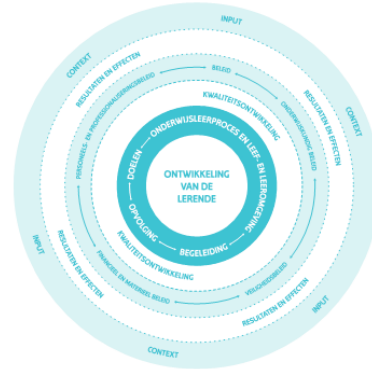 INPUT
CONTEXT
CONTEXT
INPUT
INPUT
CONTEXT
RESULTATEN EN EFFECTEN
RESULTATEN EN EFFECTEN
RESULTATEN EN EFFECTEN
RESULTATEN EN EFFECTEN
BELEID
ONDERWIJSKUNDIG BELEID
VEILIGHEIDSBELEID
FINANCIEEL EN MATERIEEL BELEID
PERSONEELS- EN PROFESSIONALISERINGSBELEID
KWALITEITSONTWIKKELING
KWALITEITSONTWIKKELING
DOELEN
ONDERWIJSLEERPROCES EN LEEF- EN LEEROMGEVING
BEGELEIDING
OPVOLGING
ONTWIKKELING
VAN DE
LERENDE